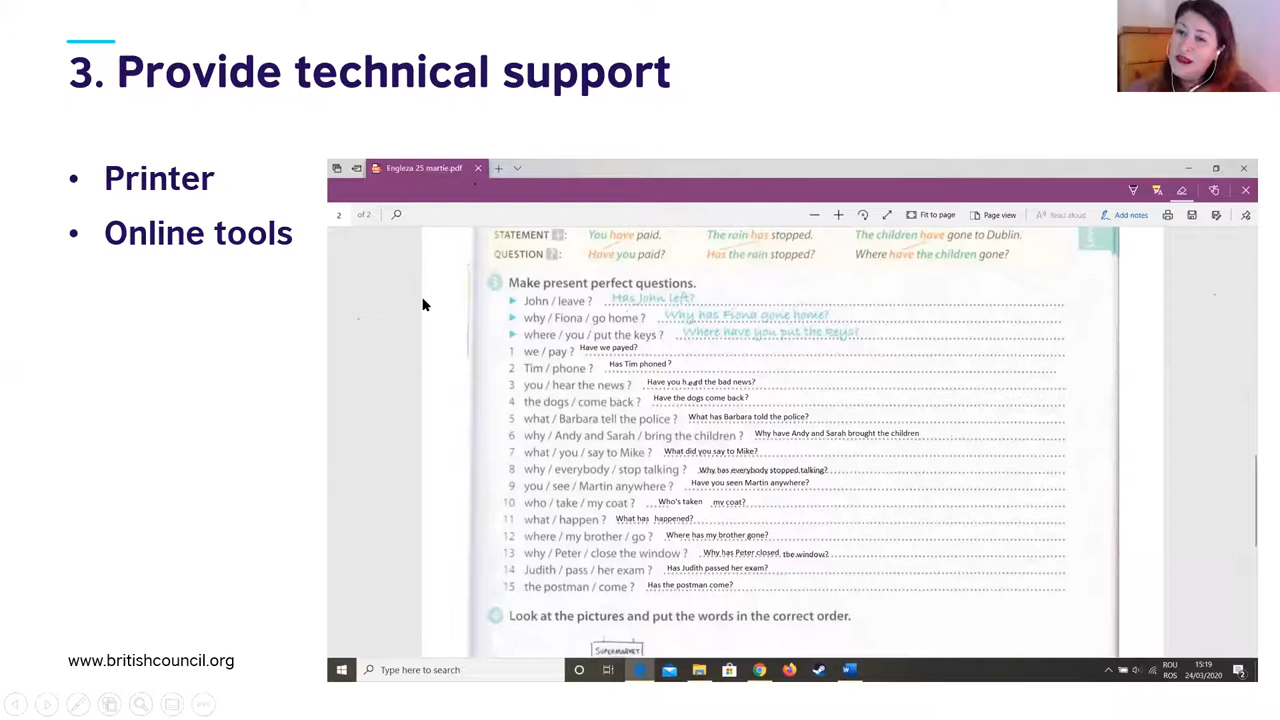 3. Provide technical support
• Printer
• Online tools
Engleza 25 martie.pdf
2 of 2
Fit to page
Page view
Read aloud
Add notes
STATEMENT + : You have paid. The rain has stopped. The children have gone to Dublin.
QUESTION ? : Have you paid? Has the rain stopped? Where have the children gone?
Make present perfect questions.
John / leave ? Has John left?
why / Fiona / go home ? Why has Fiona gone home?
where / you / put the keys ? Where have you put the keys?
1 we / pay ? Have we payed?
2 Tim / phone ? Has Tim phoned ?
3 you / hear the news ? Have you heard the bad news?
4 the dogs / come back ? Have the dogs come back ?
5 what / Barbara tell the police ? What has Barbara told the police?
6 why / Andy and Sarah / bring the children ? Why have Andy and Sarah brought the children
7 what / you / say to Mike ? What did you say to Mike?
8 why / everybody / stop talking ? Why has everybody stopped talking?
9 you / see / Martin anywhere ? Have you seen Martin anywhere?
10 who / take / my coat ? Who's taken my coat?
11 what / happen ? What has happened?
12 where / my brother / go ? Where has my brother gone?
13 why / Peter / close the window ? Why has Peter closed the window?
14 Judith / pass / her exam ? Has Judith passed her exam?
15 the postman / come ? Has the postman come?
Look at the pictures and put the words in the correct order.
SUPERMARKET
Type here to search
ROU
ROS
15:19
24/03/2020
www.britishcouncil.org